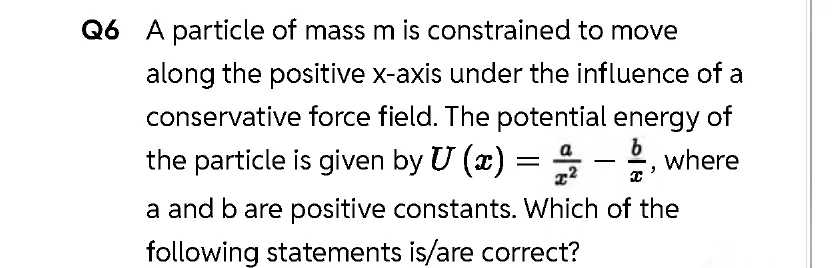 Q6 A particle of mass m is constrained to move
along the positive x-axis under the influence of a
conservative force field. The potential energy of
the particle is given by U (x) = a/x² − b/x, where
a and b are positive constants. Which of the
following statements is/are correct?